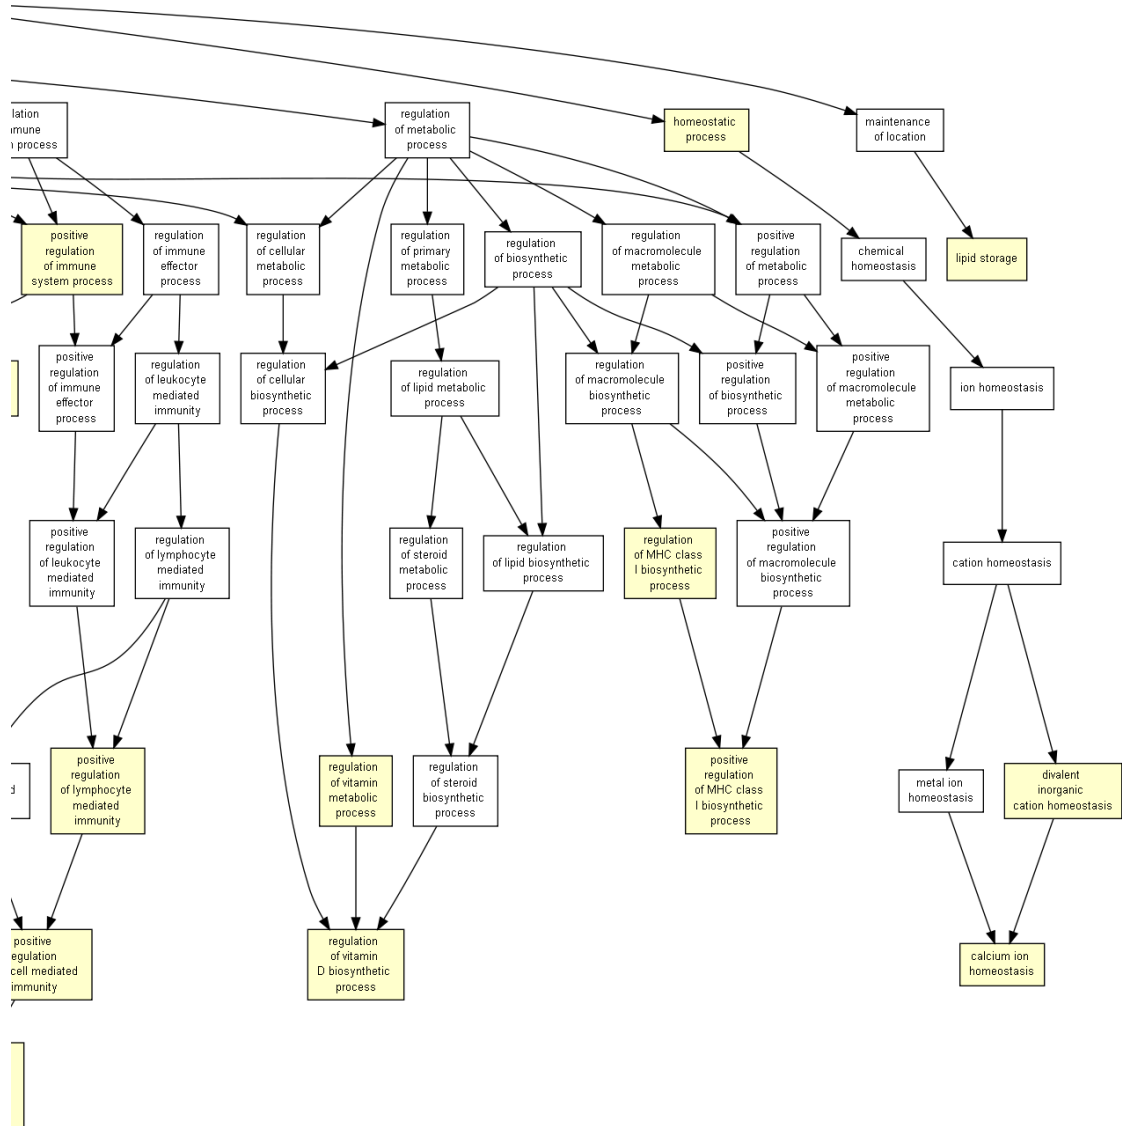 lation
mmune
process
regulation
of metabolic
process
homeostatic
process
maintenance
of location
positive
regulation
of immune
system process
regulation
of immune
effector
process
regulation
of cellular
metabolic
process
regulation
of primary
metabolic
process
regulation
of biosynthetic
process
regulation
of macromolecule
metabolic
process
positive
regulation
of metabolic
process
chemical
homeostasis
lipid storage
positive
regulation
of immune
effector
process
regulation
of leukocyte
mediated
immunity
regulation
of cellular
biosynthetic
process
regulation
of lipid metabolic
process
regulation
of macromolecule
biosynthetic
process
positive
regulation
of biosynthetic
process
positive
regulation
of macromolecule
metabolic
process
ion homeostasis
positive
regulation
of leukocyte
mediated
immunity
regulation
of lymphocyte
mediated
immunity
regulation
of steroid
metabolic
process
regulation
of lipid biosynthetic
process
regulation
of MHC class
I biosynthetic
process
positive
regulation
of macromolecule
biosynthetic
process
cation homeostasis
d
positive
regulation
of lymphocyte
mediated
immunity
regulation
of vitamin
metabolic
process
regulation
of steroid
biosynthetic
process
positive
regulation
of MHC class
I biosynthetic
process
metal ion
homeostasis
divalent
inorganic
cation homeostasis
positive
egulation
cell mediated
immunity
regulation
of vitamin
D biosynthetic
process
calcium ion
homeostasis